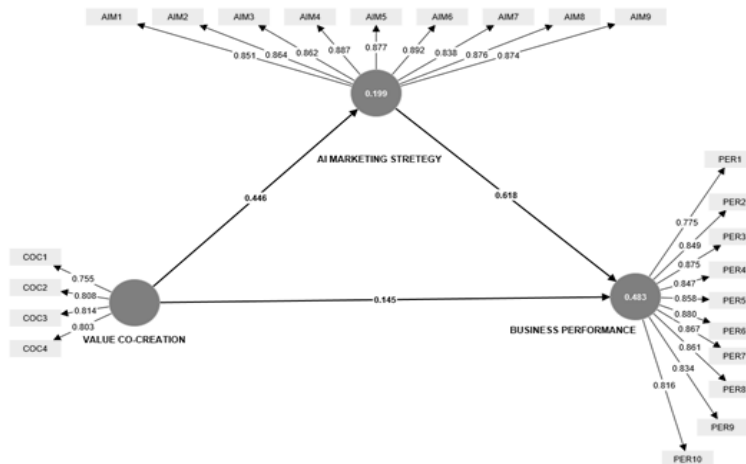 AIM1 AIM2 AIM3 AIM4 AIM5 AIM6 AIM7 AIM8 AIM9
0.851 0.864 0.862 0.887 0.877 0.892 0.838 0.876 0.874
0.199
AI MARKETING STRETEGY
0.446
0.618
PER1
PER2
PER3
PER4
PER5
PER6
PER7
PER8
PER9
PER10
0.775
0.849
0.875
0.847
0.858
0.880
0.867
0.861
0.834
0.816
0.483
BUSINESS PERFORMANCE
0.145
COC1
COC2
COC3
COC4
0.755
0.808
0.814
0.803
VALUE CO-CREATION